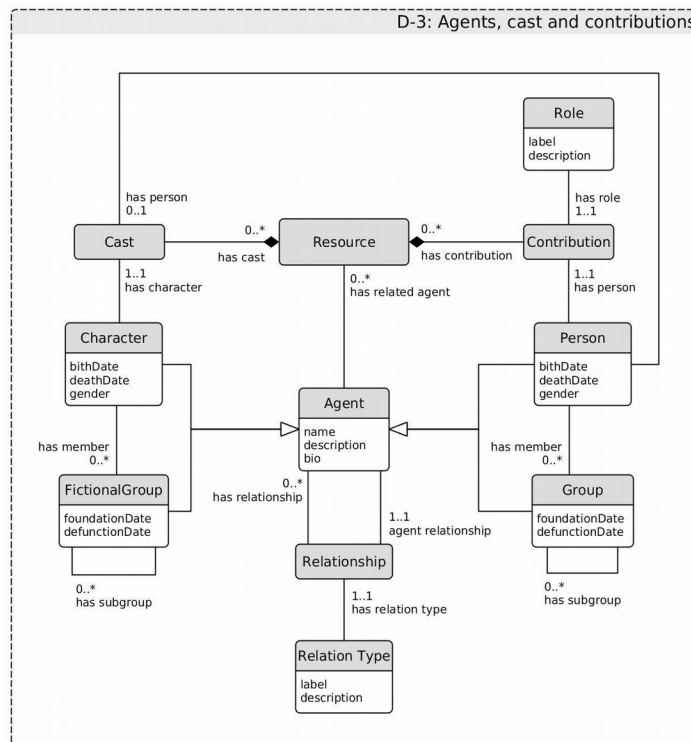 D-3: Agents, cast and contributions
Role
label
description
has person
0..1
has role
1..1
Cast
0..*
has cast
Resource
0..*
has contribution
Contribution
1..1
has character
0..*
has related agent
1..1
has person
Character
bithDate
deathDate
gender
Person
bithDate
deathDate
gender
Agent
name
description
bio
has member
0..*
has member
0..*
FictionalGroup
foundationDate
defunctionDate
0..*
has relationship
1..1
agent relationship
Group
foundationDate
defunctionDate
0..*
has subgroup
Relationship
0..*
has subgroup
1..1
has relation type
Relation Type
label
description